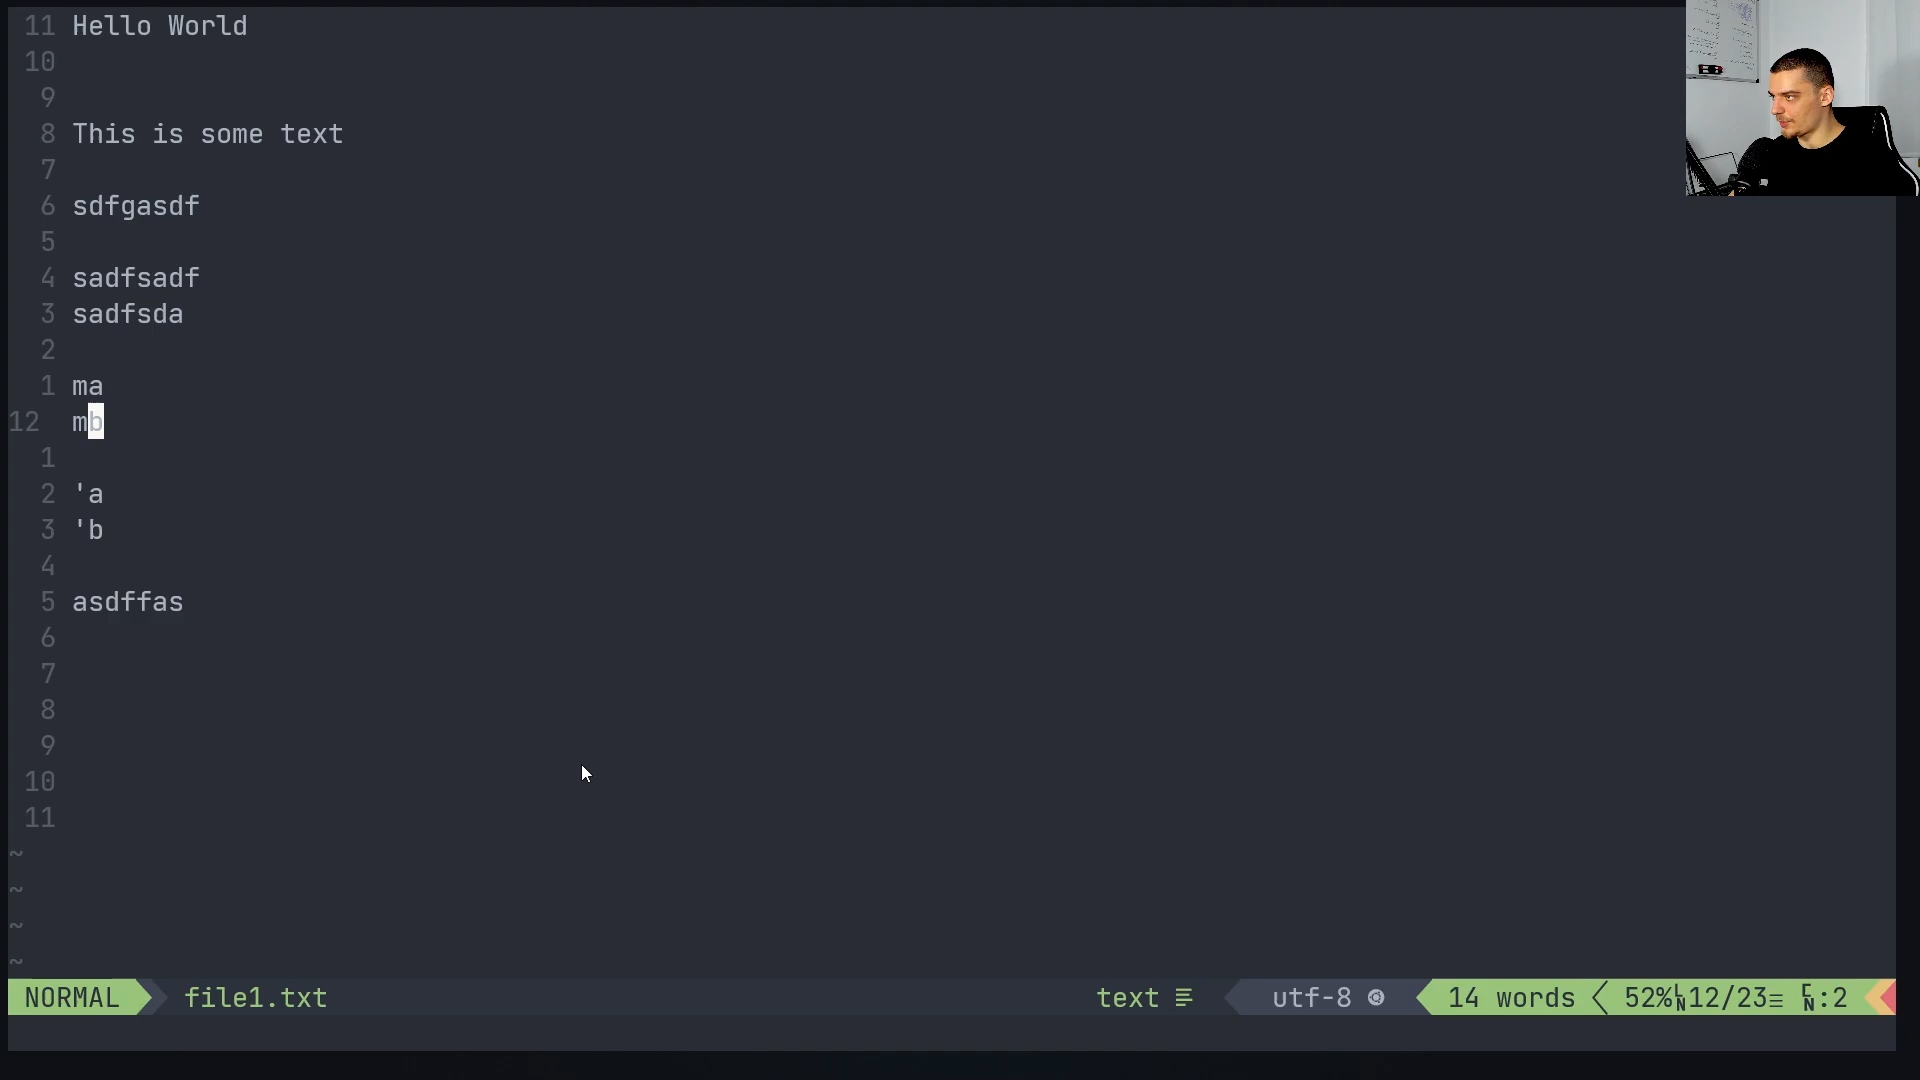 11 Hello World
10
9
8 This is some text
7
6 sdfgasdf
5
4 sadfsadf
3 sadfsda
2
1 ma
12 mb
1
2 'a
3 'b
4
5 asdffas
6
7
8
9
10
11
~
~
~
~
NORMAL file1.txt text utf-8 14 words 52% LN 12/23 CN:2